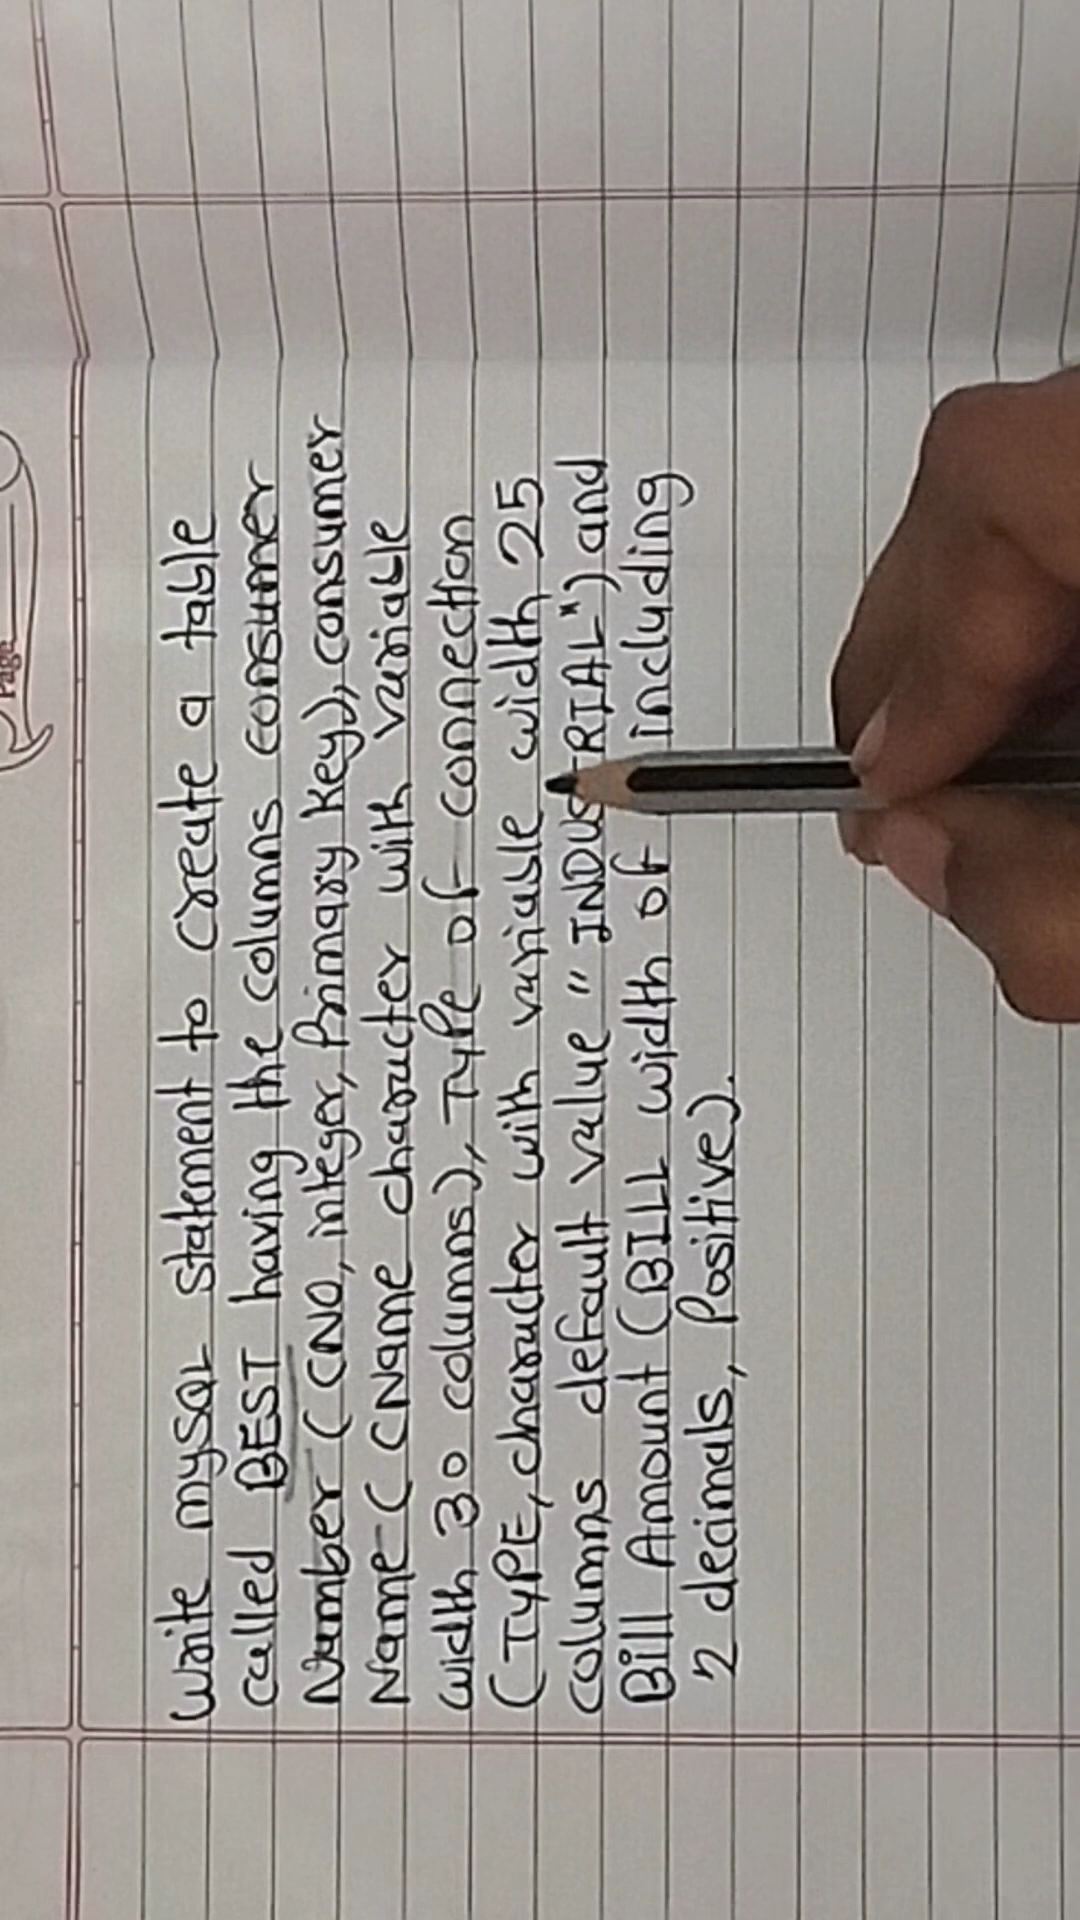 Page
Write mySQL statement to create a table
called BEST having the columns consumer
Number (CNO, integer, Primary Key), consumer
Name (CName character with variable
width 30 columns), Type of connection
(TYPE, character with variable width 25
columns default value "INDUSTRIAL") and
Bill Amount (BILL width of including
2 decimals, Positive).